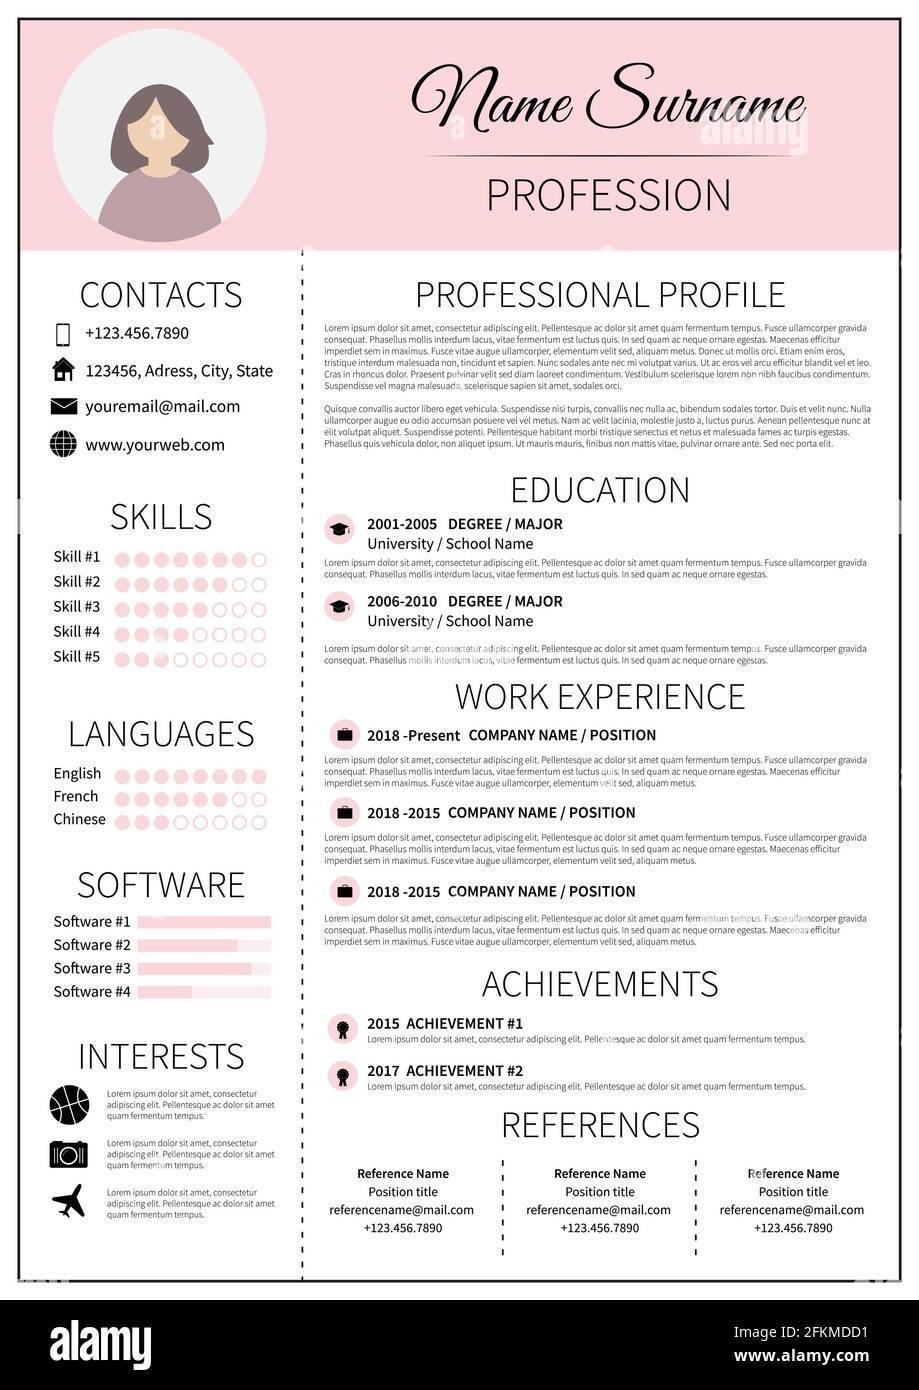 Name Surname
PROFESSION
CONTACTS
+123.456.7890
123456, Adress, City, State
youremail@mail.com
www.yourweb.com
SKILLS
Skill #1
Skill #2
Skill #3
Skill #4
Skill #5
LANGUAGES
English
French
Chinese
SOFTWARE
Software #1
Software #2
Software #3
Software #4
INTERESTS
Lorem ipsum dolor sit amet, consectetur
adipiscing elit. Pellentesque ac dolor sit amet
quam fermentum tempus.
Lorem ipsum dolor sit amet, consectetur
adipiscing elit. Pellentesque ac dolor sit amet
quam fermentum tempus.
Lorem ipsum dolor sit amet, consectetur
adipiscing elit. Pellentesque ac dolor sit amet
quam fermentum tempus.
PROFESSIONAL PROFILE
Lorem ipsum dolor sit amet, consectetur adipiscing elit. Pellentesque ac dolor sit amet quam fermentum tempus. Fusce ullamcorper gravida
consequat. Phasellus mollis interdum lacus, vitae fermentum est luctus quis. In sed quam ac neque ornare egestas. Maecenas efficitur
imperdiet sem in maximus. Fusce vitae augue ullamcorper, elementum velit sed, aliquam metus. Donec ut mollis orci. Etiam enim eros,
tristique interdum malesuada non, tincidunt et sapien. Nunc sodales ante nec mi volutpat varius. Ut ac eros vel arcu efficitur blandit vel et leo.
Cras in rhoncus dolor. Praesent pulvinar velit sed diam laoreet condimentum. Vestibulum scelerisque lorem non nibh faucibus condimentum.
Suspendisse vel magna malesuada, scelerisque sapien sit amet, sodales orci.
Quisque convallis auctor libero eget vehicula. Suspendisse nisi turpis, convallis nec nulla ac, bibendum sodales tortor. Duis et velit nunc. Nulla
ullamcorper augue eu odio accumsan posuere vel vel metus. Nam ac velit lacinia, molestie justo a, luctus purus. Aenean pellentesque nunc at
elit volutpat aliquet. Suspendisse potenti. Pellentesque habitant morbi tristique senectus et netus et malesuada fames ac turpis egestas.
Phasellus quis vehicula dolor, non aliquet ipsum. Ut mauris mauris, finibus non mattis vitae, pulvinar ornare ante. Sed nec porta elit.
EDUCATION
2001-2005 DEGREE / MAJOR
University / School Name
Lorem ipsum dolor sit amet, consectetur adipiscing elit. Pellentesque ac dolor sit amet quam fermentum tempus. Fusce ullamcorper gravida
consequat. Phasellus mollis interdum lacus, vitae fermentum est luctus quis. In sed quam ac neque ornare egestas.
2006-2010 DEGREE / MAJOR
University / School Name
Lorem ipsum dolor sit amet, consectetur adipiscing elit. Pellentesque ac dolor sit amet quam fermentum tempus. Fusce ullamcorper gravida
consequat. Phasellus mollis interdum lacus, vitae fermentum est luctus quis. In sed quam ac neque ornare egestas.
WORK EXPERIENCE
2018 -Present COMPANY NAME / POSITION
Lorem ipsum dolor sit amet, consectetur adipiscing elit. Pellentesque ac dolor sit amet quam fermentum tempus. Fusce ullamcorper gravida
consequat. Phasellus mollis interdum lacus, vitae fermentum est luctus quis. In sed quam ac neque ornare egestas. Maecenas efficitur
imperdiet sem in maximus. Fusce vitae augue ullamcorper, elementum velit sed, aliquam metus.
2018 -2015 COMPANY NAME / POSITION
Lorem ipsum dolor sit amet, consectetur adipiscing elit. Pellentesque ac dolor sit amet quam fermentum tempus. Fusce ullamcorper gravida
consequat. Phasellus mollis interdum lacus, vitae fermentum est luctus quis. In sed quam ac neque ornare egestas. Maecenas efficitur
imperdiet sem in maximus. Fusce vitae augue ullamcorper, elementum velit sed, aliquam metus.
2018 -2015 COMPANY NAME / POSITION
Lorem ipsum dolor sit amet, consectetur adipiscing elit. Pellentesque ac dolor sit amet quam fermentum tempus. Fusce ullamcorper gravida
consequat. Phasellus mollis interdum lacus, vitae fermentum est luctus quis. In sed quam ac neque ornare egestas. Maecenas efficitur
imperdiet sem in maximus. Fusce vitae augue ullamcorper, elementum velit sed, aliquam metus.
ACHIEVEMENTS
2015 ACHIEVEMENT #1
Lorem ipsum dolor sit amet, consectetur adipiscing elit. Pellentesque ac dolor sit amet quam fermentum tempus.
2017 ACHIEVEMENT #2
Lorem ipsum dolor sit amet, consectetur adipiscing elit. Pellentesque ac dolor sit amet quam fermentum tempus.
REFERENCES
Reference Name
Position title
referencename@mail.com
+123.456.7890
Reference Name
Position title
referencename@mail.com
+123.456.7890
Reference Name
Position title
referencename@mail.com
+123.456.7890
alamy
a
a
alamy
Image ID: 2FKMDD1
www.alamy.com